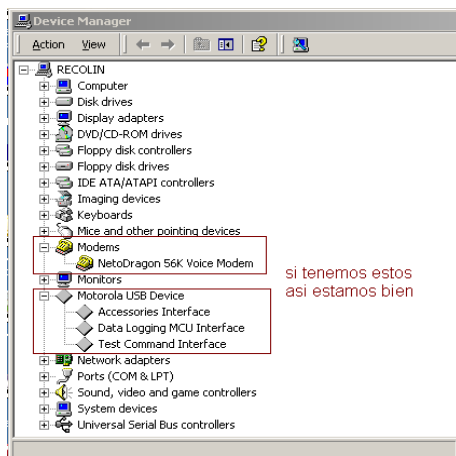 Device Manager
Action View
RECOLIN
Computer
Disk drives
Display adapters
DVD/CD-ROM drives
Floppy disk controllers
Floppy disk drives
IDE ATA/ATAPI controllers
Imaging devices
Keyboards
Mice and other pointing devices
Modems
NetoDragon 56K Voice Modem
Monitors
Motorola USB Device
Accessories Interface
Data Logging MCU Interface
Test Command Interface
Network adapters
Ports (COM & LPT)
Sound, video and game controllers
System devices
Universal Serial Bus controllers
si tenemos estos
asi estamos bien